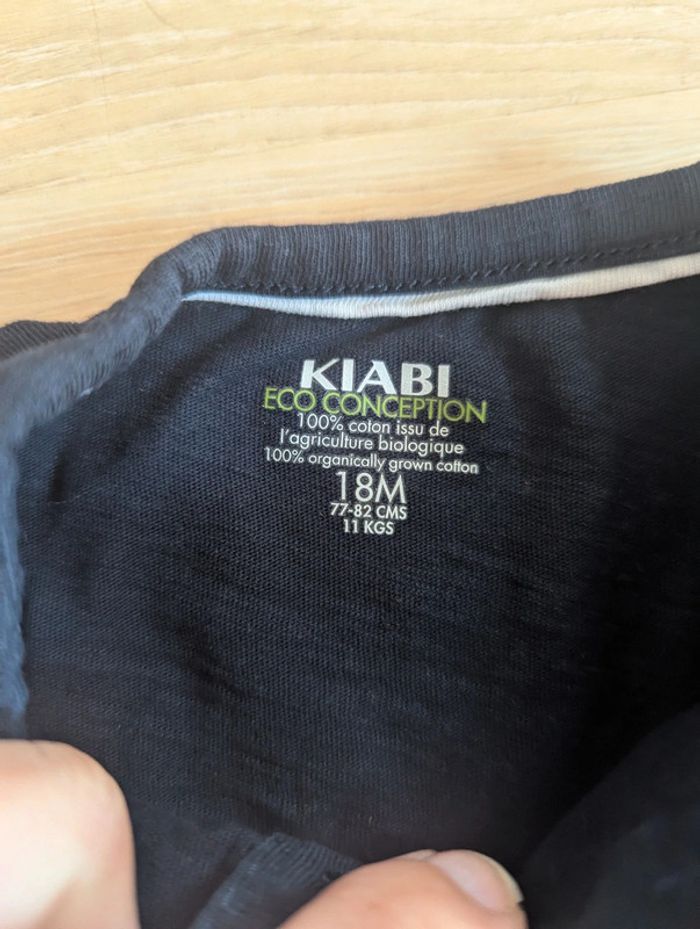 KIABI
ECO CONCEPTION
100% coton issu de
l'agriculture biologique
100% organically grown cotton
18M
77-82 CMS
11 KGS